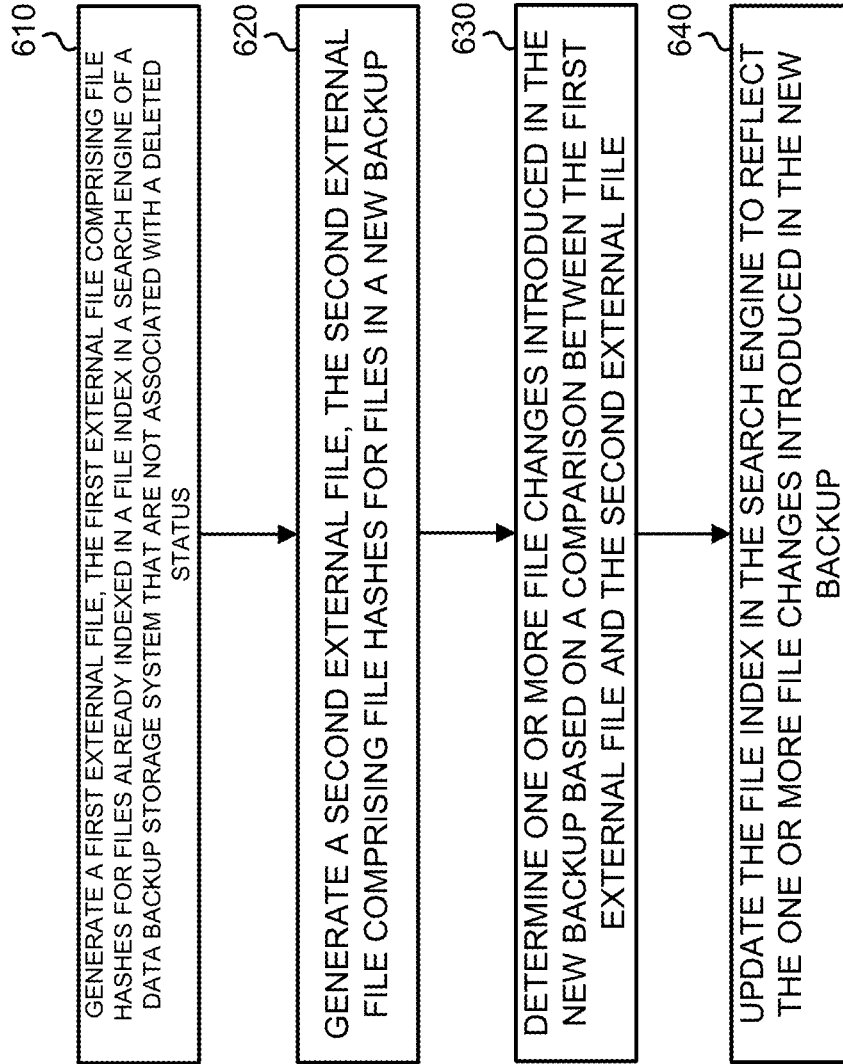 610
GENERATE A FIRST EXTERNAL FILE, THE FIRST EXTERNAL FILE COMPRISING FILE
HASHES FOR FILES ALREADY INDEXED IN A FILE INDEX IN A SEARCH ENGINE OF A
DATA BACKUP STORAGE SYSTEM THAT ARE NOT ASSOCIATED WITH A DELETED
STATUS
620
GENERATE A SECOND EXTERNAL FILE, THE SECOND EXTERNAL
FILE COMPRISING FILE HASHES FOR FILES IN A NEW BACKUP
630
DETERMINE ONE OR MORE FILE CHANGES INTRODUCED IN THE
NEW BACKUP BASED ON A COMPARISON BETWEEN THE FIRST
EXTERNAL FILE AND THE SECOND EXTERNAL FILE
640
UPDATE THE FILE INDEX IN THE SEARCH ENGINE TO REFLECT
THE ONE OR MORE FILE CHANGES INTRODUCED IN THE NEW
BACKUP